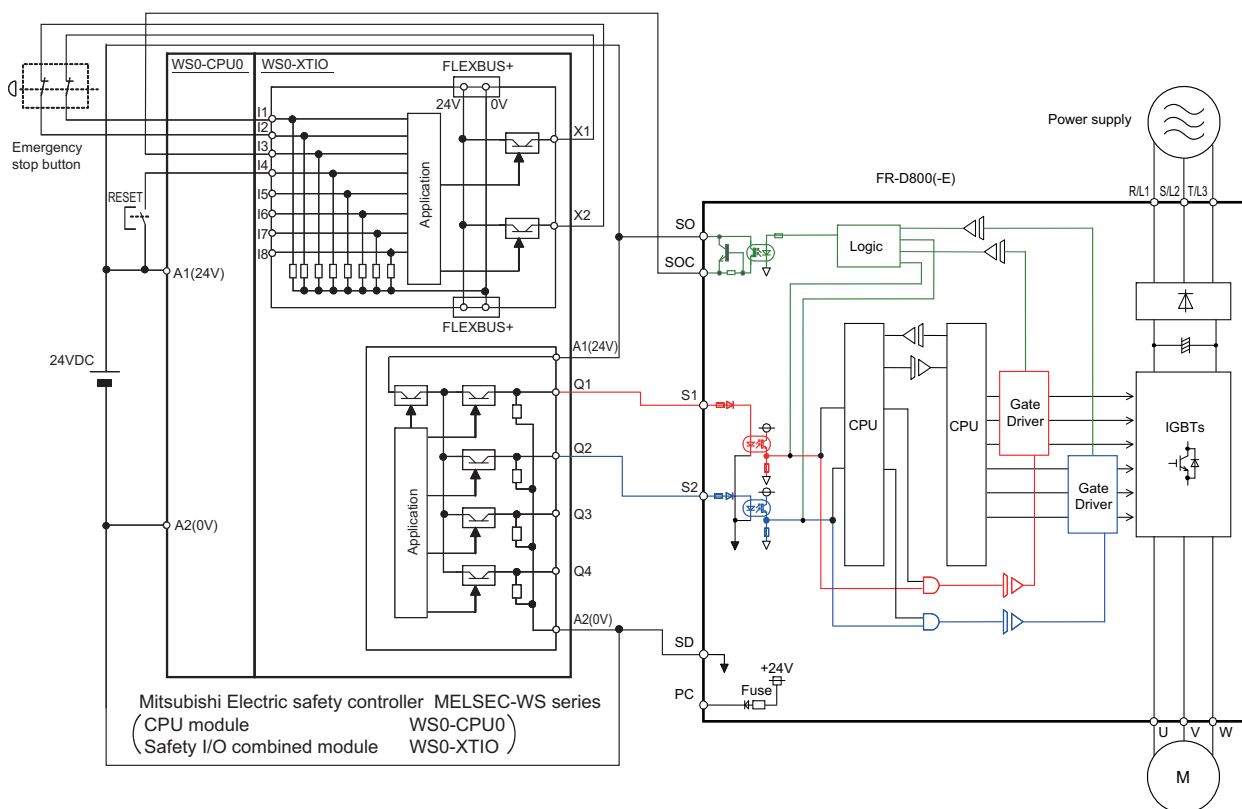 WS0-CPU0
WS0-XTIO
FLEXBUS+
24V
0V
I1
I2
I3
I4
I5
I6
I7
I8
Application
X1
X2
FLEXBUS+
Emergency
stop button
RESET
A1(24V)
24VDC
A2(0V)
A1(24V)
Q1
Q2
Q3
Q4
Application
A2(0V)
Mitsubishi Electric safety controller MELSEC-WS series
CPU module WS0-CPU0
Safety I/O combined module WS0-XTIO
Power supply
FR-D800(-E)
R/L1
S/L2
T/L3
SO
SOC
Logic
S1
S2
CPU
CPU
Gate
Driver
Gate
Driver
IGBTs
SD
PC
Fuse
+24V
U
V
W
M